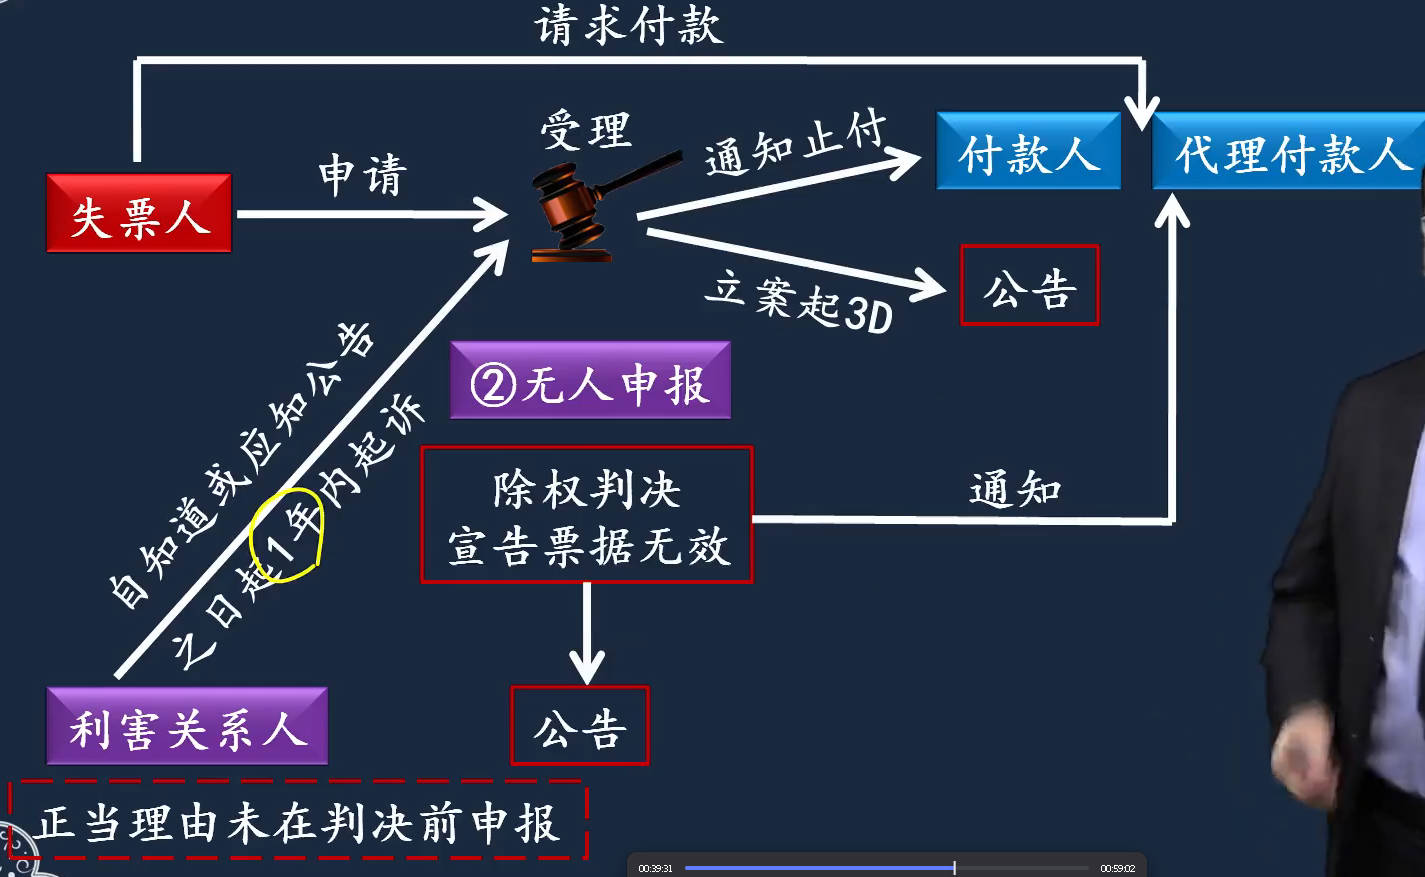 请求付款
受理
通知止付
付款人
代理付款人
申请
失票人
立案起3D
公告
②无人申报
自知道或应知公告
之日起1年内起诉
除权判决
宣告票据无效
通知
利害关系人
公告
正当理由未在判决前申报
00:39:31
00:59:02